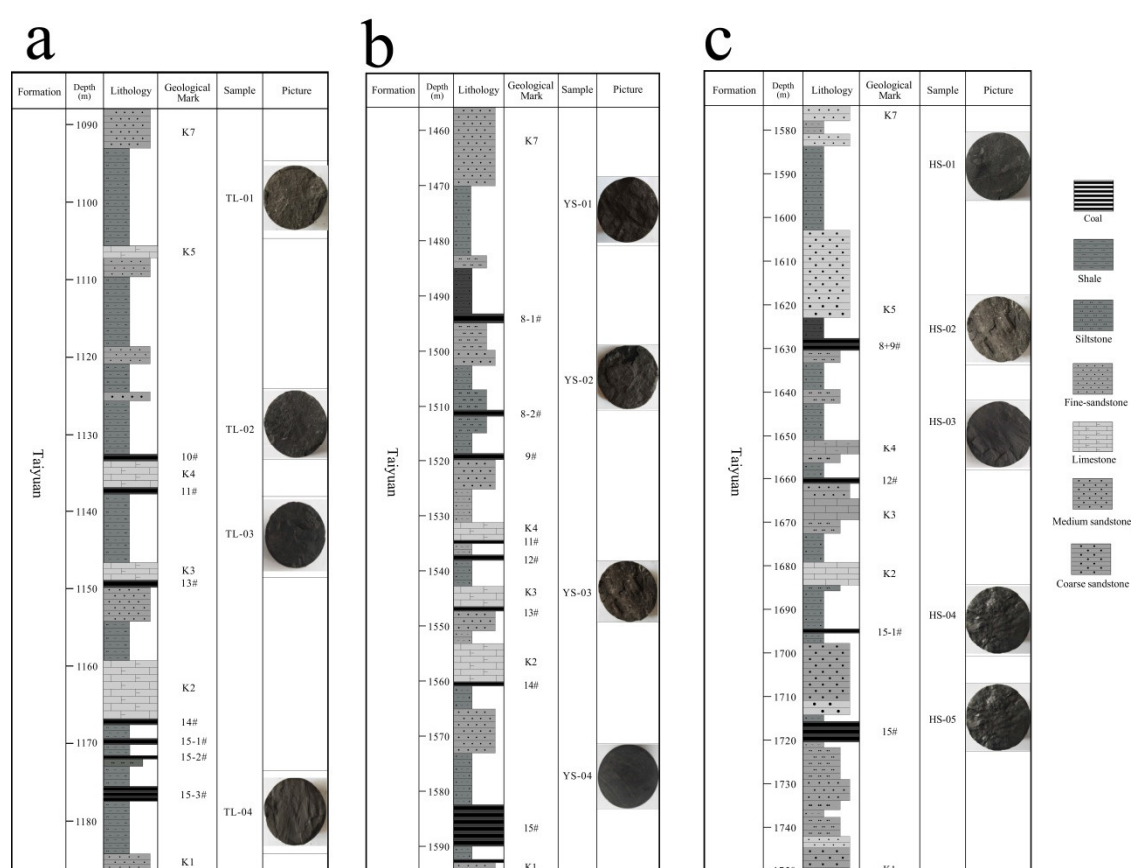 a
Formation
Depth
(m)
Lithology
Geological
Mark
Sample
Picture
Taiyuan
1090
1100
1110
1120
1130
1140
1150
1160
1170
1180
K7
K5
10#
K4
11#
K3
13#
K2
14#
15-1#
15-2#
15-3#
K1
TL-01
TL-02
TL-03
TL-04
b
Formation
Depth
(m)
Lithology
Geological
Mark
Sample
Picture
Taiyuan
1460
1470
1480
1490
1500
1510
1520
1530
1540
1550
1560
1570
1580
1590
K7
8-1#
8-2#
9#
K4
11#
12#
K3
13#
K2
14#
15#
K1
YS-01
YS-02
YS-03
YS-04
c
Formation
Depth
(m)
Lithology
Geological
Mark
Sample
Picture
Taiyuan
1580
1590
1600
1610
1620
1630
1640
1650
1660
1670
1680
1690
1700
1710
1720
1730
1740
K7
K5
8+9#
K4
12#
K3
K2
15-1#
15#
HS-01
HS-02
HS-03
HS-04
HS-05
Coal
Shale
Siltstone
Fine-sandstone
Limestone
Medium sandstone
Coarse sandstone